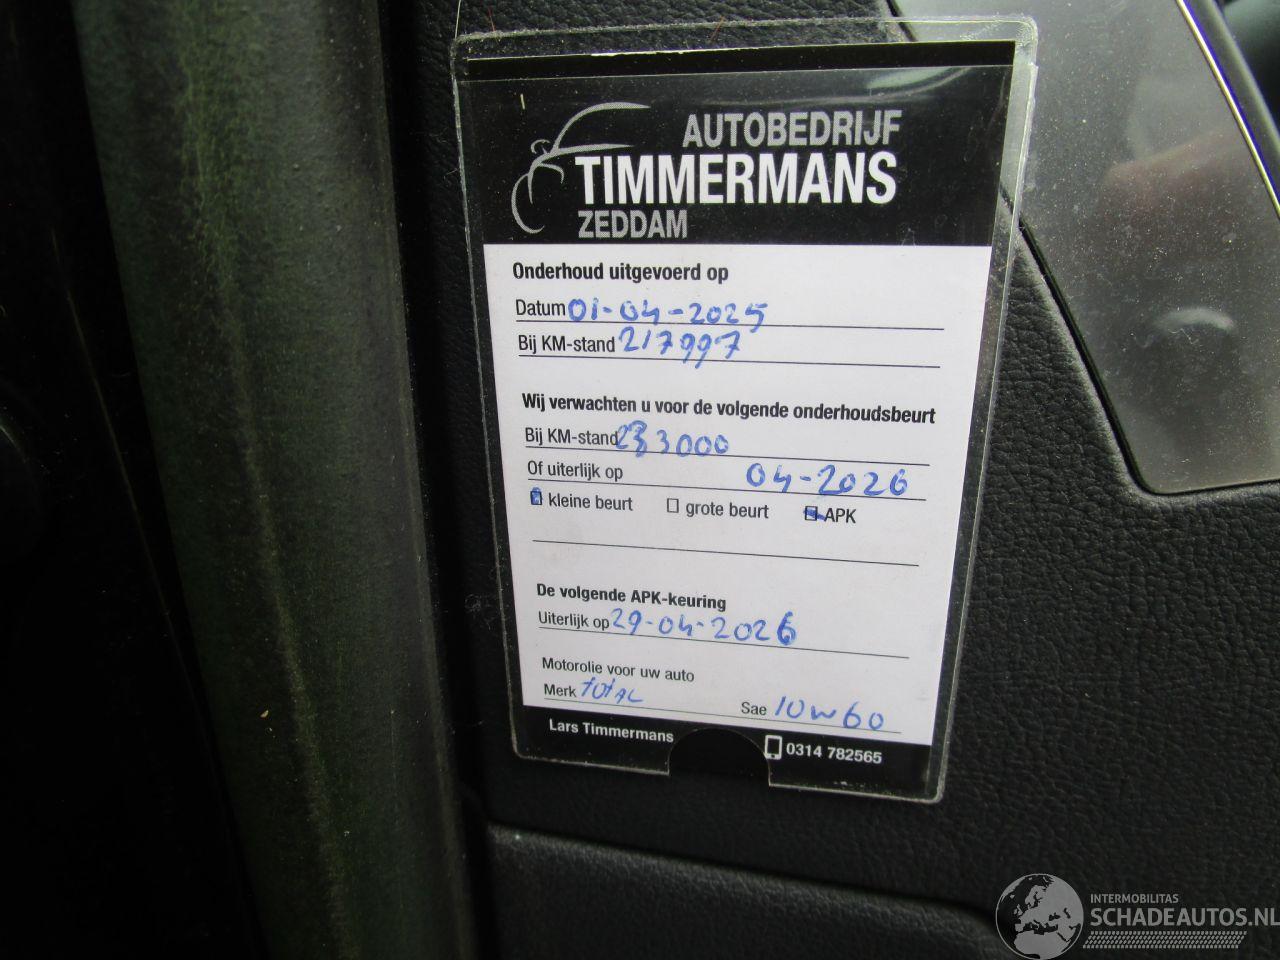 AUTOBEDRIJF
TIMMERMANS
ZEDDAM
Onderhoud uitgevoerd op
Datum 01-04-2025
Bij KM-stand 217997
Wij verwachten u voor de volgende onderhoudsbeurt
Bij KM-stand 233000
Of uiterlijk op 04-2026
kleine beurt grote beurt APK
De volgende APK-keuring
Uiterlijk op 29-04-2026
Motorolie voor uw auto
Merk TOTAL Sae 10W60
Lars Timmermans 0314 782565
INTERMOBILITAS
SCHADEAUTOS.NL